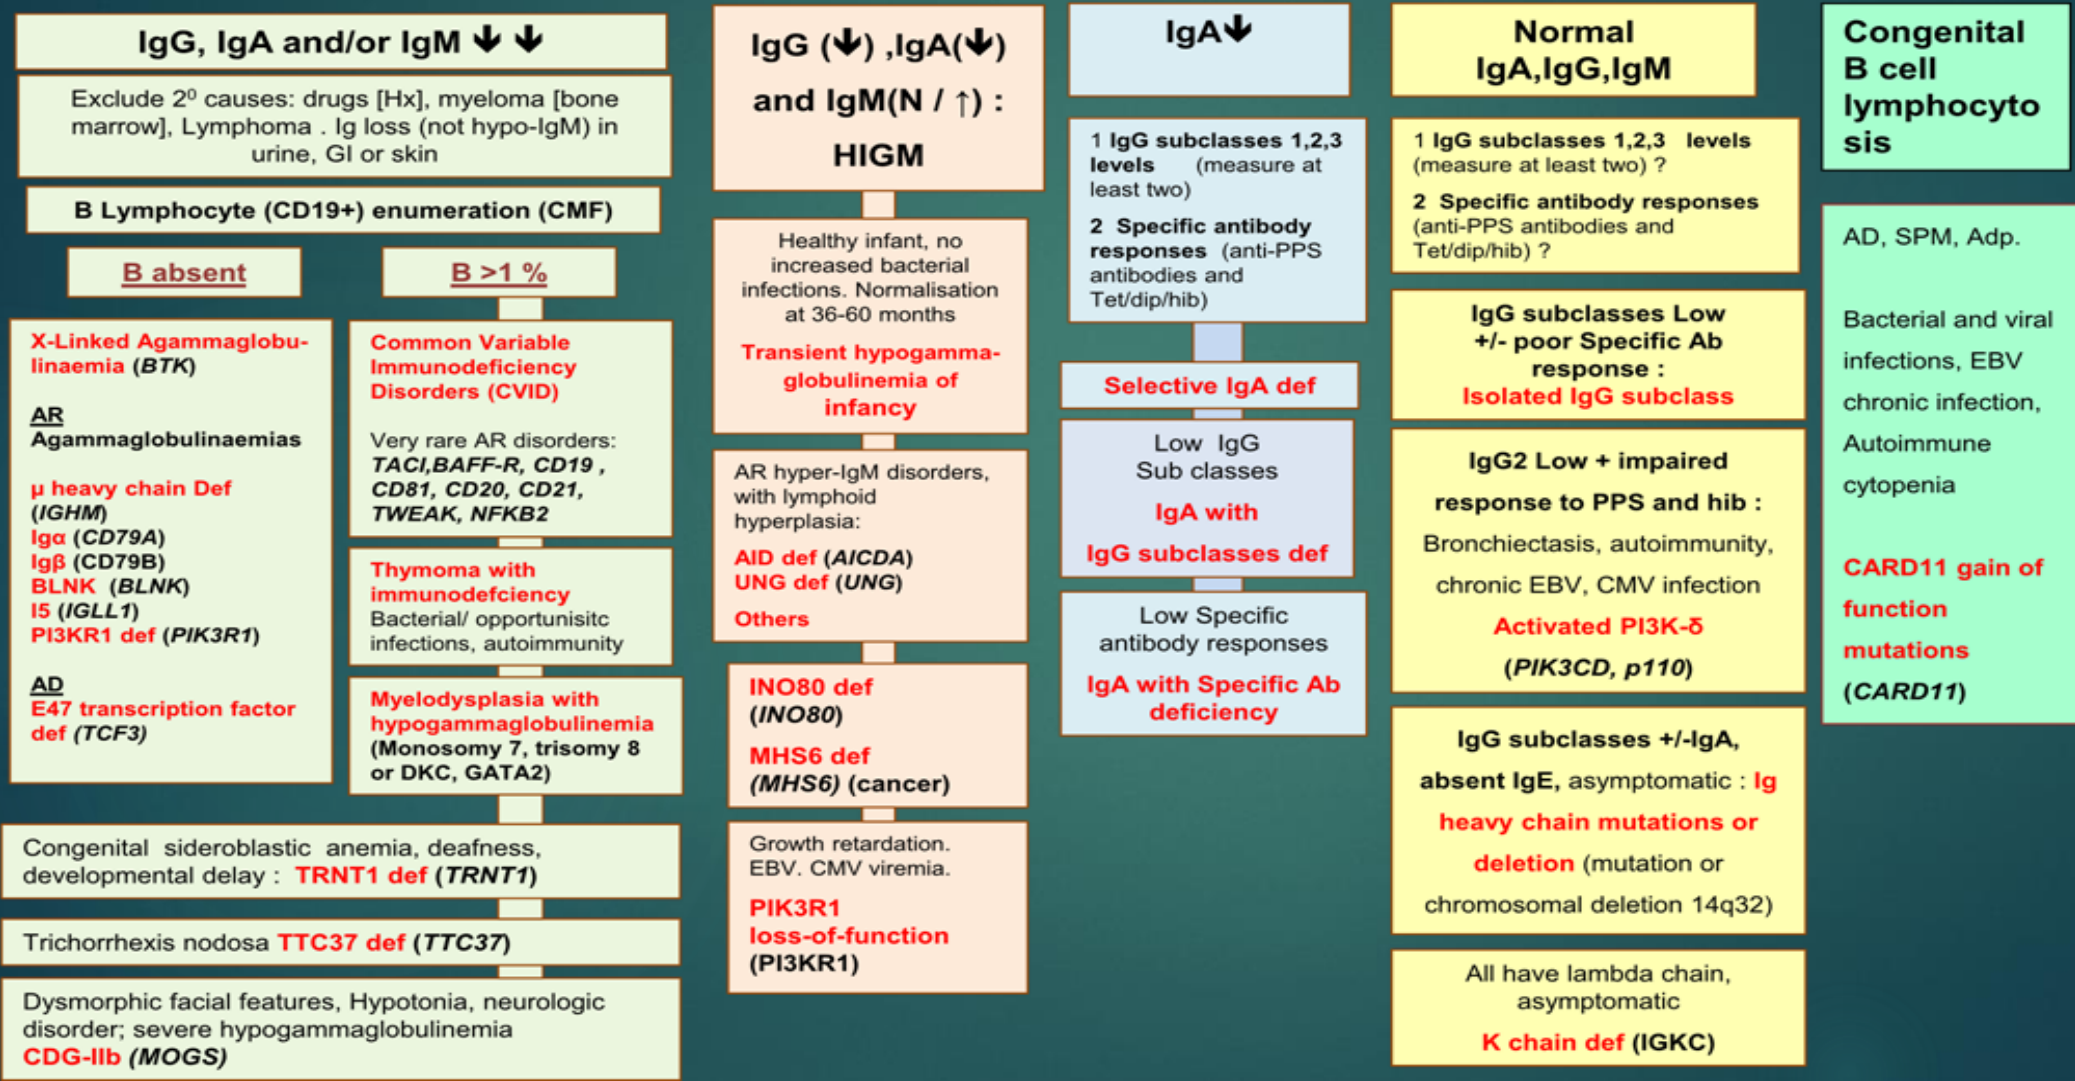 IgG, IgA and/or IgM 🡻 🡻
Exclude 2⁰ causes: drugs [Hx], myeloma [bone
marrow], Lymphoma . Ig loss (not hypo-IgM) in
urine, GI or skin
B Lymphocyte (CD19+) enumeration (CMF)
B absent
X-Linked Agammaglobu-
linaemia (BTK)
AR
Agammaglobulinaemias
µ heavy chain Def
(IGHM)
Igα (CD79A)
Igβ (CD79B)
BLNK (BLNK)
I5 (IGLL1)
PI3KR1 def (PIK3R1)
AD
E47 transcription factor
def (TCF3)
B >1 %
Common Variable
Immunodeficiency
Disorders (CVID)
Very rare AR disorders:
TACI,BAFF-R, CD19 ,
CD81, CD20, CD21,
TWEAK, NFKB2
Thymoma with
immunodefciency
Bacterial/ opportunisitc
infections, autoimmunity
Myelodysplasia with
hypogammaglobulinemia
(Monosomy 7, trisomy 8
or DKC, GATA2)
Congenital sideroblastic anemia, deafness,
developmental delay : TRNT1 def (TRNT1)
Trichorrhexis nodosa TTC37 def (TTC37)
Dysmorphic facial features, Hypotonia, neurologic
disorder; severe hypogammaglobulinemia
CDG-IIb (MOGS)
IgG (🡻) ,IgA(🡻)
and IgM(N / ↑) :
HIGM
Healthy infant, no
increased bacterial
infections. Normalisation
at 36-60 months
Transient hypogamma-
globulinemia of
infancy
AR hyper-IgM disorders,
with lymphoid
hyperplasia:
AID def (AICDA)
UNG def (UNG)
Others
INO80 def
(INO80)
MHS6 def
(MHS6) (cancer)
Growth retardation.
EBV. CMV viremia.
PIK3R1
loss-of-function
(PI3KR1)
IgA🡻
1 IgG subclasses 1,2,3
levels (measure at
least two)
2 Specific antibody
responses (anti-PPS
antibodies and
Tet/dip/hib)
Selective IgA def
Low IgG
Sub classes
IgA with
IgG subclasses def
Low Specific
antibody responses
IgA with Specific Ab
deficiency
Normal
IgA,IgG,IgM
1 IgG subclasses 1,2,3 levels
(measure at least two) ?
2 Specific antibody responses
(anti-PPS antibodies and
Tet/dip/hib) ?
IgG subclasses Low
+/- poor Specific Ab
response :
Isolated IgG subclass
IgG2 Low + impaired
response to PPS and hib :
Bronchiectasis, autoimmunity,
chronic EBV, CMV infection
Activated PI3K-δ
(PIK3CD, p110)
IgG subclasses +/-IgA,
absent IgE, asymptomatic : Ig
heavy chain mutations or
deletion (mutation or
chromosomal deletion 14q32)
All have lambda chain,
asymptomatic
K chain def (IGKC)
Congenital
B cell
lymphocyto
sis
AD, SPM, Adp.
Bacterial and viral
infections, EBV
chronic infection,
Autoimmune
cytopenia
CARD11 gain of
function
mutations
(CARD11)